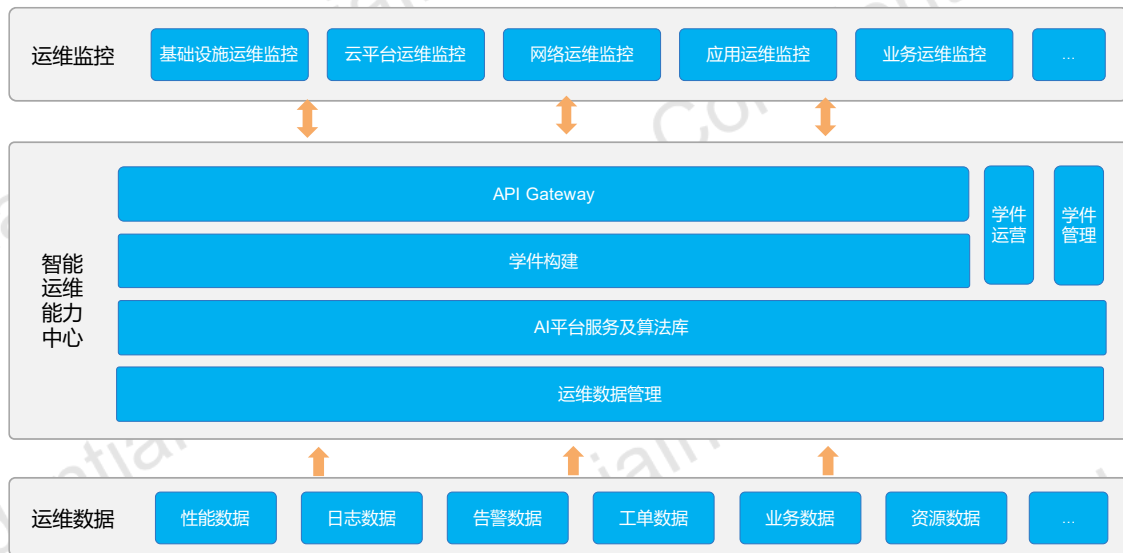 运维监控
基础设施运维监控
云平台运维监控
网络运维监控
应用运维监控
业务运维监控
...
智能
运维
能力
中心
API Gateway
学件
运营
学件
管理
学件构建
AI平台服务及算法库
运维数据管理
运维数据
性能数据
日志数据
告警数据
工单数据
业务数据
资源数据
...